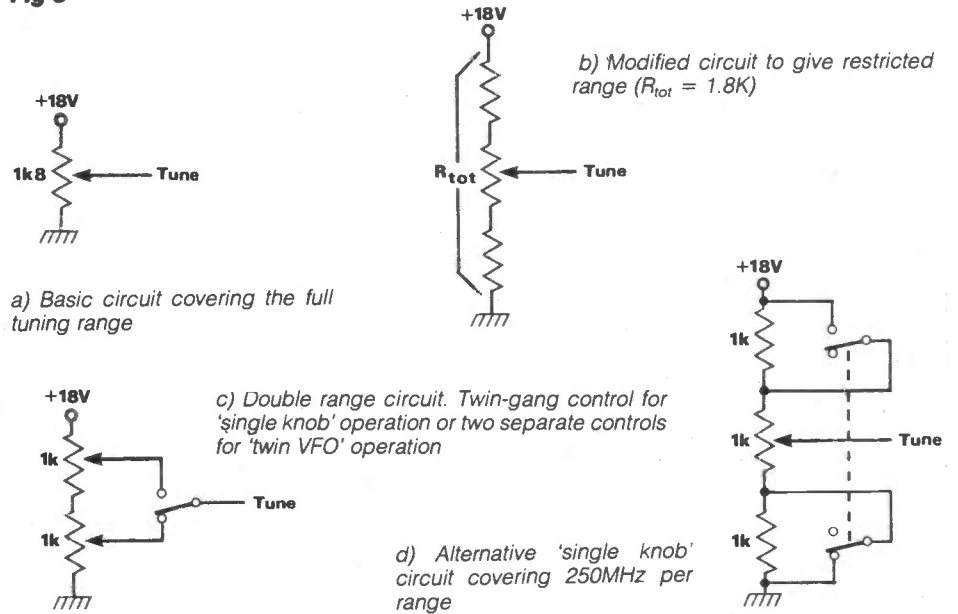 Fig 3
+18V
1k8
Tune
a) Basic circuit covering the full
tuning range
+18V
Rtot
Tune
b) Modified circuit to give restricted
range (Rtot = 1.8K)
+18V
1k
1k
Tune
c) Double range circuit. Twin-gang control for
'single knob' operation or two separate controls
for 'twin VFO' operation
+18V
1k
1k
Tune
1k
d) Alternative 'single knob'
circuit covering 250MHz per
range